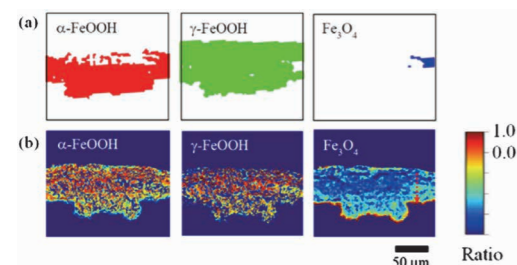 (a) α-FeOOH γ-FeOOH Fe₃O₄
(b) α-FeOOH γ-FeOOH Fe₃O₄
1.0
0.0
50 μm
Ratio